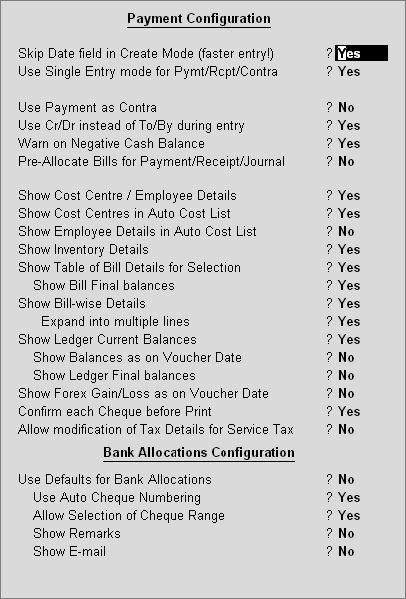 Payment Configuration
Skip Date field in Create Mode (faster entry!) ? Yes
Use Single Entry mode for Pymt/Rcpt/Contra ? Yes
Use Payment as Contra ? No
Use Cr/Dr instead of To/By during entry ? Yes
Warn on Negative Cash Balance ? Yes
Pre-Allocate Bills for Payment/Receipt/Journal ? No
Show Cost Centre / Employee Details ? Yes
Show Cost Centres in Auto Cost List ? Yes
Show Employee Details in Auto Cost List ? No
Show Inventory Details ? Yes
Show Table of Bill Details for Selection ? Yes
Show Bill Final balances ? Yes
Show Bill-wise Details ? Yes
Expand into multiple lines ? Yes
Show Ledger Current Balances ? Yes
Show Balances as on Voucher Date ? No
Show Ledger Final balances ? No
Show Forex Gain/Loss as on Voucher Date ? No
Confirm each Cheque before Print ? Yes
Allow modification of Tax Details for Service Tax ? No
Bank Allocations Configuration
Use Defaults for Bank Allocations ? No
Use Auto Cheque Numbering ? Yes
Allow Selection of Cheque Range ? Yes
Show Remarks ? No
Show E-mail ? No